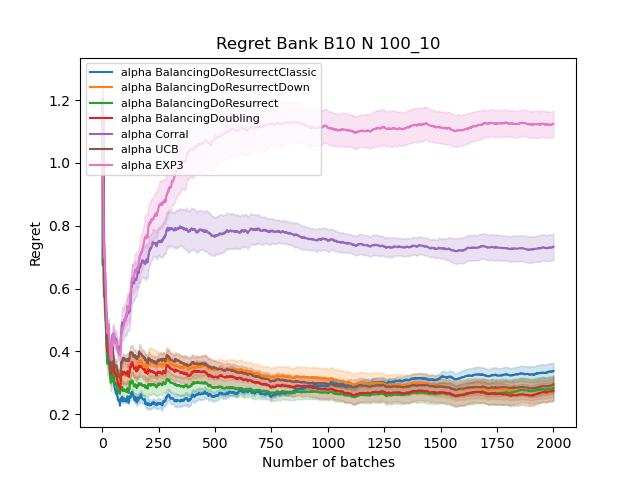 Regret Bank B10 N 100_10
alpha BalancingDoResurrectClassic
alpha BalancingDoResurrectDown
alpha BalancingDoResurrect
alpha BalancingDoubling
alpha Corral
alpha UCB
alpha EXP3
1.2
1.0
0.8
0.6
0.4
0.2
Regret
0 250 500 750 1000 1250 1500 1750 2000
Number of batches